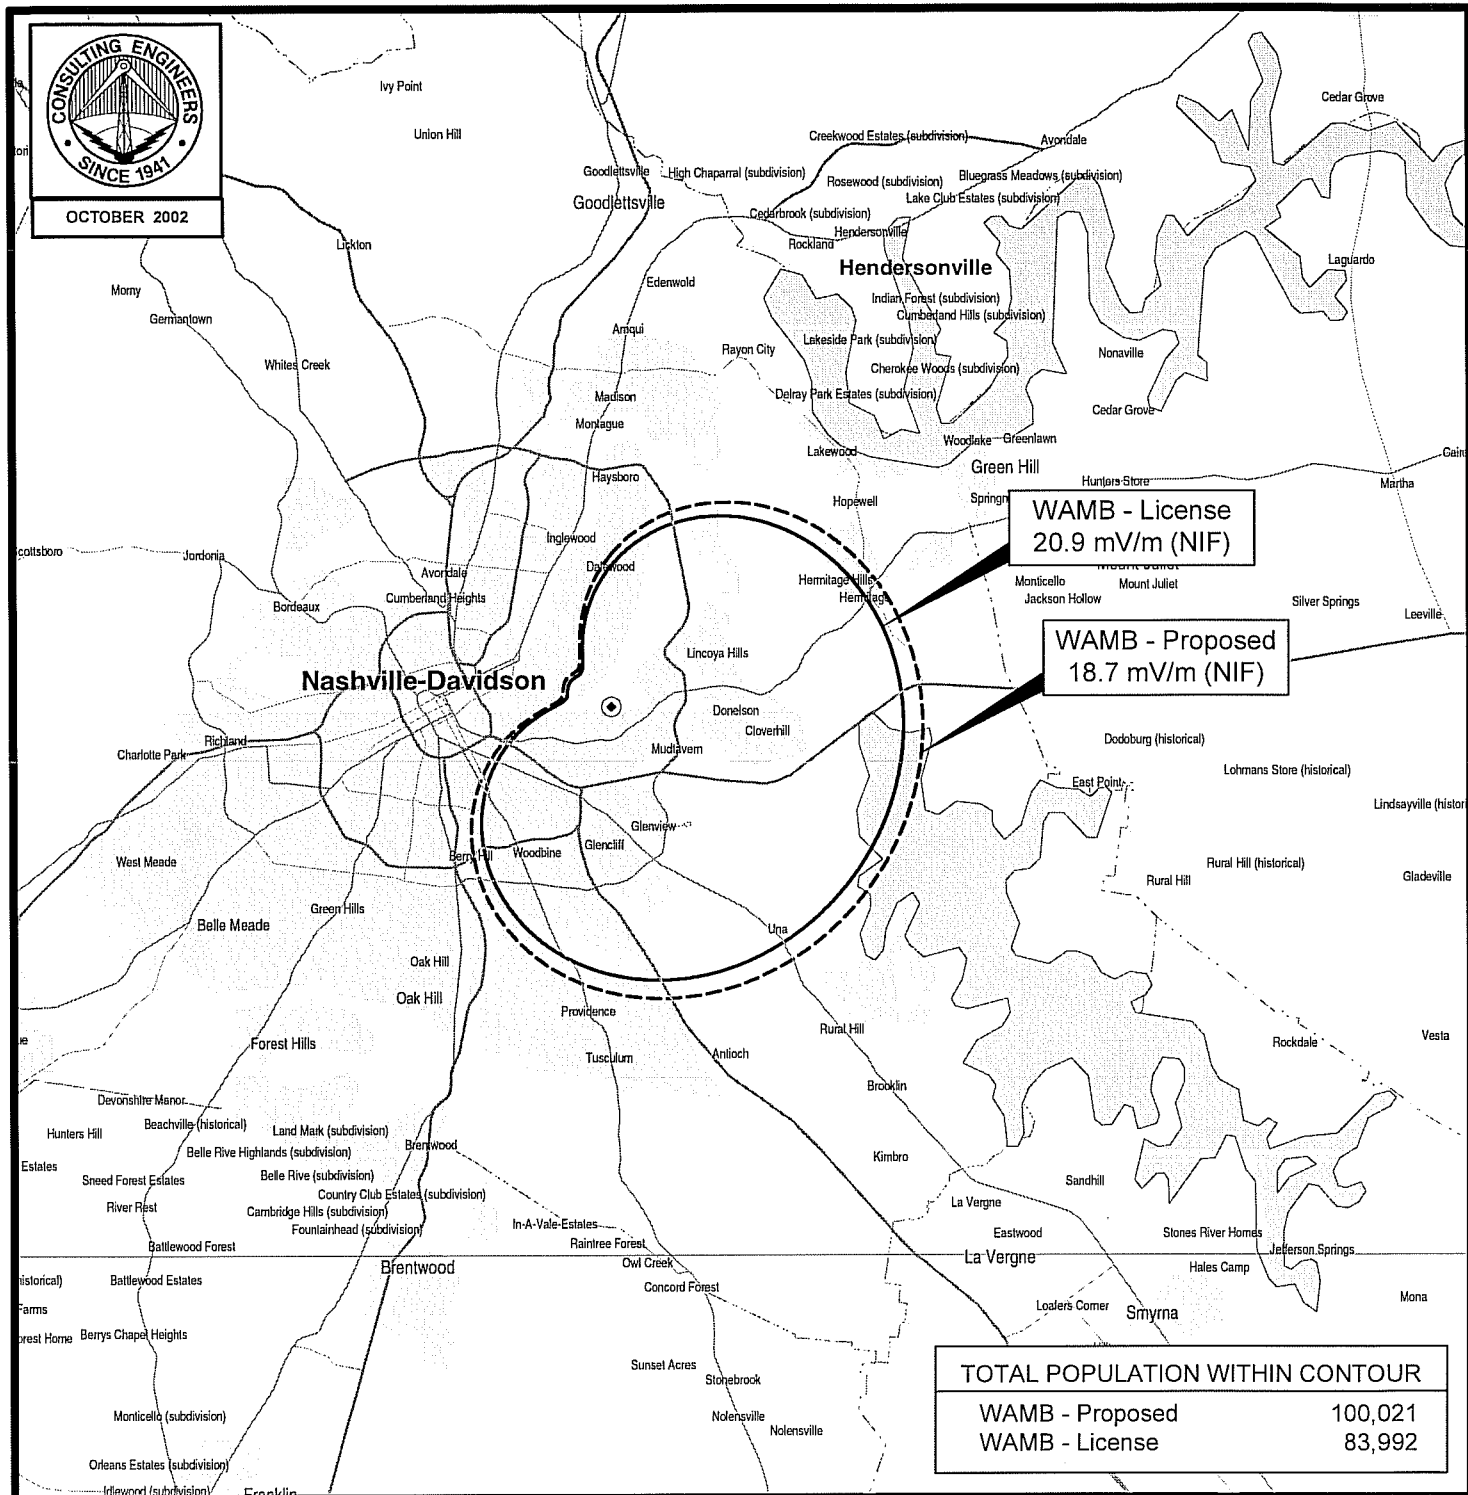 CONSULTING ENGINEERS
SINCE 1941
OCTOBER 2002
Ivy Point
Union Hill
Cedar Grove
Creekwood Estates (subdivision)
Avondale
Goodlettsville
High Chaparral (subdivision)
Rosewood (subdivision)
Bluegrass Meadows (subdivision)
Goodlettsville
Lake Club Estates (subdivision)
Cedarbrook (subdivision)
Hendersonville
Rockland
Lickton
Hendersonville
Laguardo
Edenwold
Morny
Indian Forest (subdivision)
Germantown
Cumberland Hills (subdivision)
Amqui
Lakeside Park (subdivision)
Rayon City
Nonaville
Whites Creek
Cherokee Woods (subdivision)
Madison
Delray Park Estates (subdivision)
Cedar Grove
Montague
Woodlake
Greenlawn
Lakewood
Green Hill
Haysboro
Hunters Store
Martha
Hopewell
WAMB - License
20.9 mV/m (NIF)
Inglewood
Scottsboro
Jordonia
Dalewood
Avondale
Mount Juliet
Hermitage Hills
Monticello
Mount Juliet
Cumberland Heights
Hermitage
Jackson Hollow
Bordeaux
Silver Springs
Leeville
WAMB - Proposed
18.7 mV/m (NIF)
Lincoya Hills
Nashville-Davidson
Donelson
Cloverhill
Richland
Dodoburg (historical)
Charlotte Park
Mudtavern
Lohmans Store (historical)
East Point
Lindsayville (histori
Glenview
Glencliff
Woodbine
Berry Hill
West Meade
Rural Hill (historical)
Rural Hill
Gladeville
Green Hills
Belle Meade
Una
Oak Hill
Oak Hill
Providence
Rural Hill
Vesta
Forest Hills
Rockdale
Tusculum
Antioch
Brooklin
Devonshire Manor
Beachville (historical)
Land Mark (subdivision)
Hunters Hill
Brentwood
Belle Rive Highlands (subdivision)
Kimbro
Estates
Belle Rive (subdivision)
Sneed Forest Estates
Sandhill
Country Club Estates (subdivision)
River Rest
Cambridge Hills (subdivision)
La Vergne
In-A-Vale-Estates
Fountainhead (subdivision)
Eastwood
Stones River Homes
Battlewood Forest
Raintree Forest
Jefferson Springs
La Vergne
Owl Creek
Brentwood
Hales Camp
Battlewood Estates
Concord Forest
Mona
Farms
Loafers Corner
Smyrna
Berrys Chapel Heights
Sunset Acres
Stonebrook
TOTAL POPULATION WITHIN CONTOUR
WAMB - Proposed 100,021
WAMB - License 83,992
Monticello (subdivision)
Nolensville
Nolensville
Orleans Estates (subdivision)
Idlewood (subdivision)
Franklin